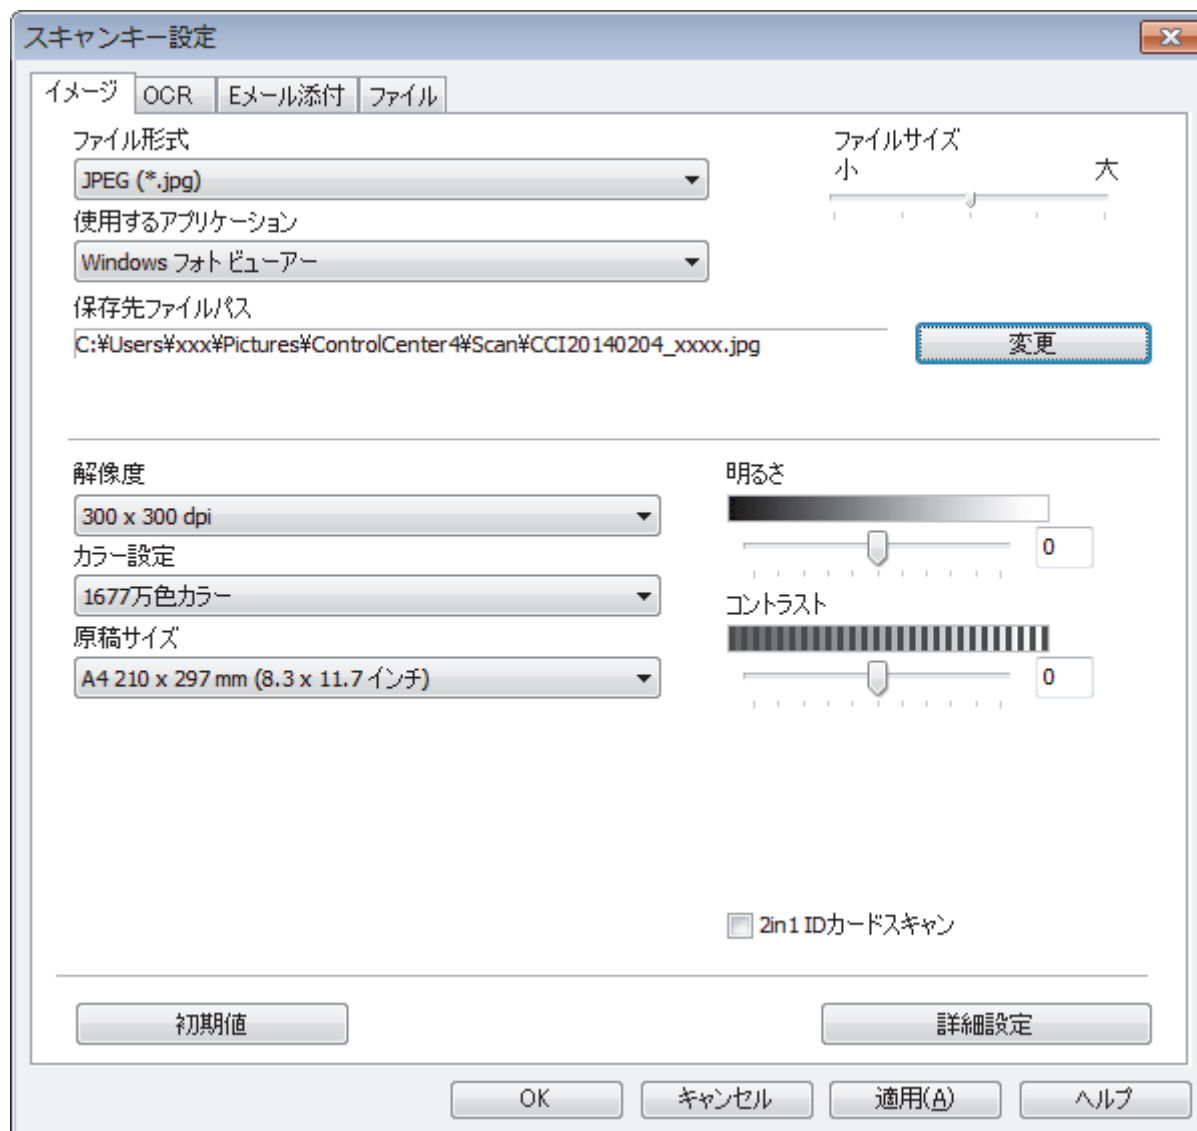 スキャンキー設定
イメージ OCR Eメール添付 ファイル
ファイル形式
JPEG (*.jpg)
ファイルサイズ
小 大
使用するアプリケーション
Windows フォト ビューアー
保存先ファイルパス
C:¥Users¥xxx¥Pictures¥ControlCenter4¥Scan¥CCI20140204_xxxx.jpg
変更
解像度
300 x 300 dpi
カラー設定
1677万色カラー
原稿サイズ
A4 210 x 297 mm (8.3 x 11.7 インチ)
明るさ
0
コントラスト
0
2in1 IDカードスキャン
初期値 詳細設定
OK キャンセル 適用(A) ヘルプ